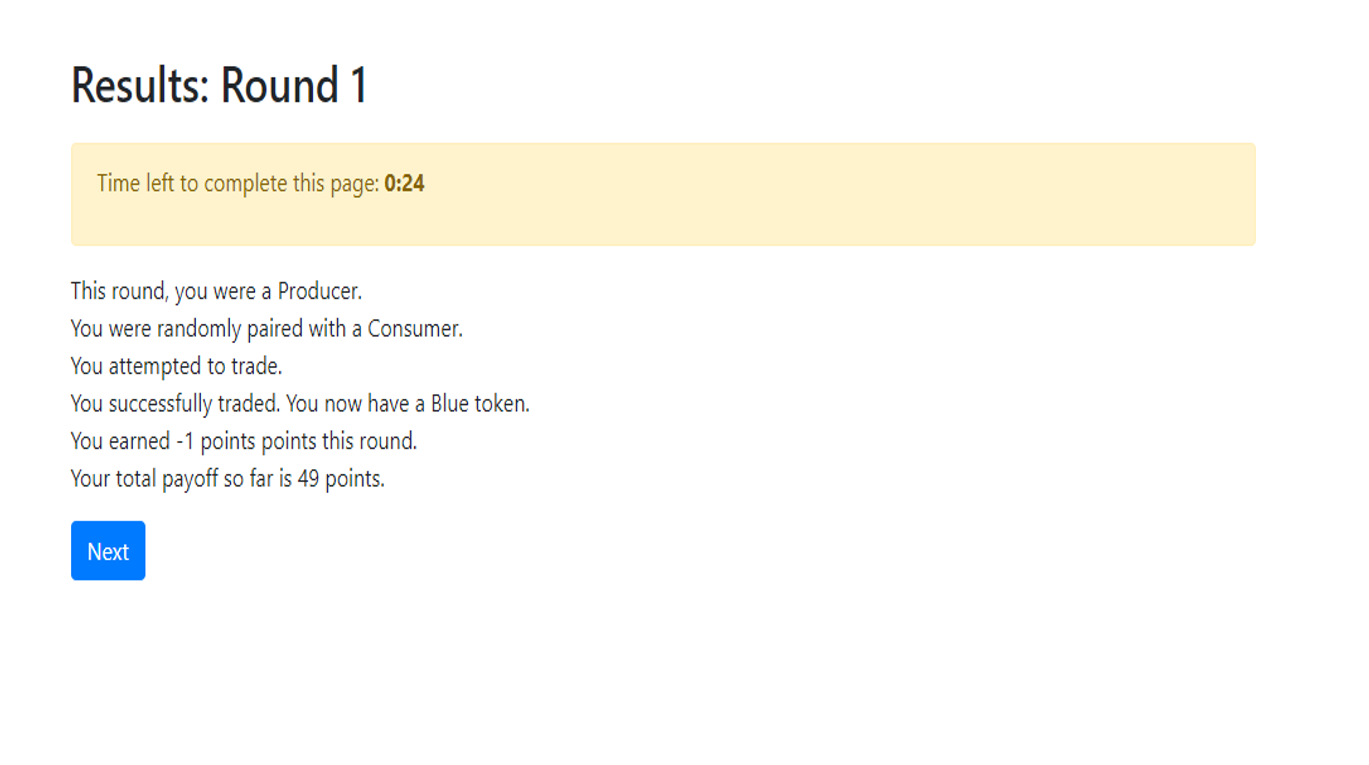 Results: Round 1
Time left to complete this page: 0:24
This round, you were a Producer.
You were randomly paired with a Consumer.
You attempted to trade.
You successfully traded. You now have a Blue token.
You earned -1 points points this round.
Your total payoff so far is 49 points.
Next